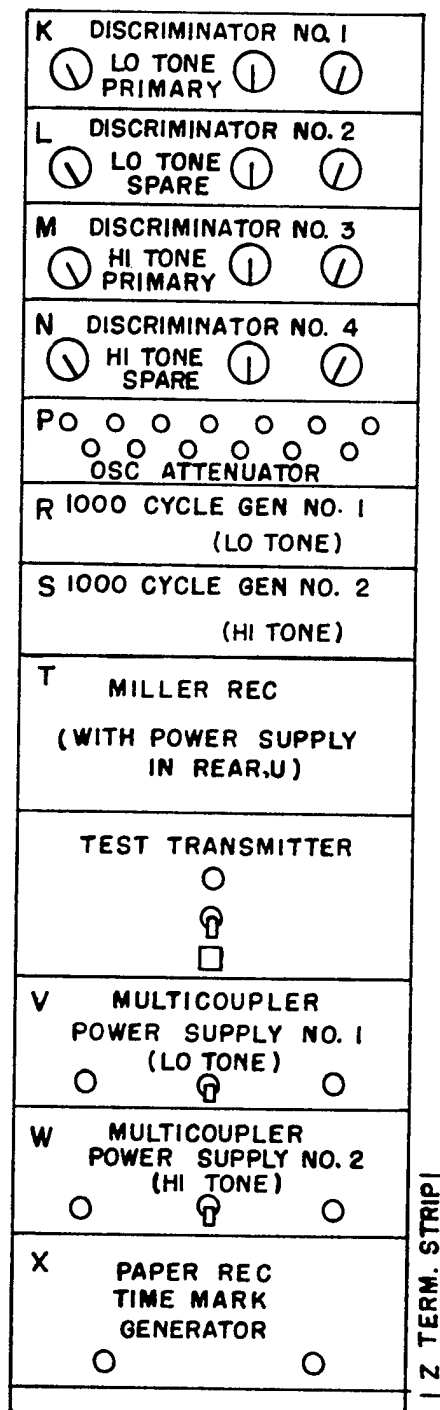 K DISCRIMINATOR NO. 1
LO TONE
PRIMARY
L DISCRIMINATOR NO. 2
LO TONE
SPARE
M DISCRIMINATOR NO. 3
HI TONE
PRIMARY
N DISCRIMINATOR NO. 4
HI TONE
SPARE
P
OSC ATTENUATOR
R 1000 CYCLE GEN NO. 1
(LO TONE)
S 1000 CYCLE GEN NO. 2
(HI TONE)
T
MILLER REC
(WITH POWER SUPPLY
IN REAR,U)
TEST TRANSMITTER
V MULTICOUPLER
POWER SUPPLY NO. 1
(LO TONE)
W MULTICOUPLER
POWER SUPPLY NO. 2
(HI TONE)
X PAPER REC
TIME MARK
GENERATOR
Z TERM. STRIP